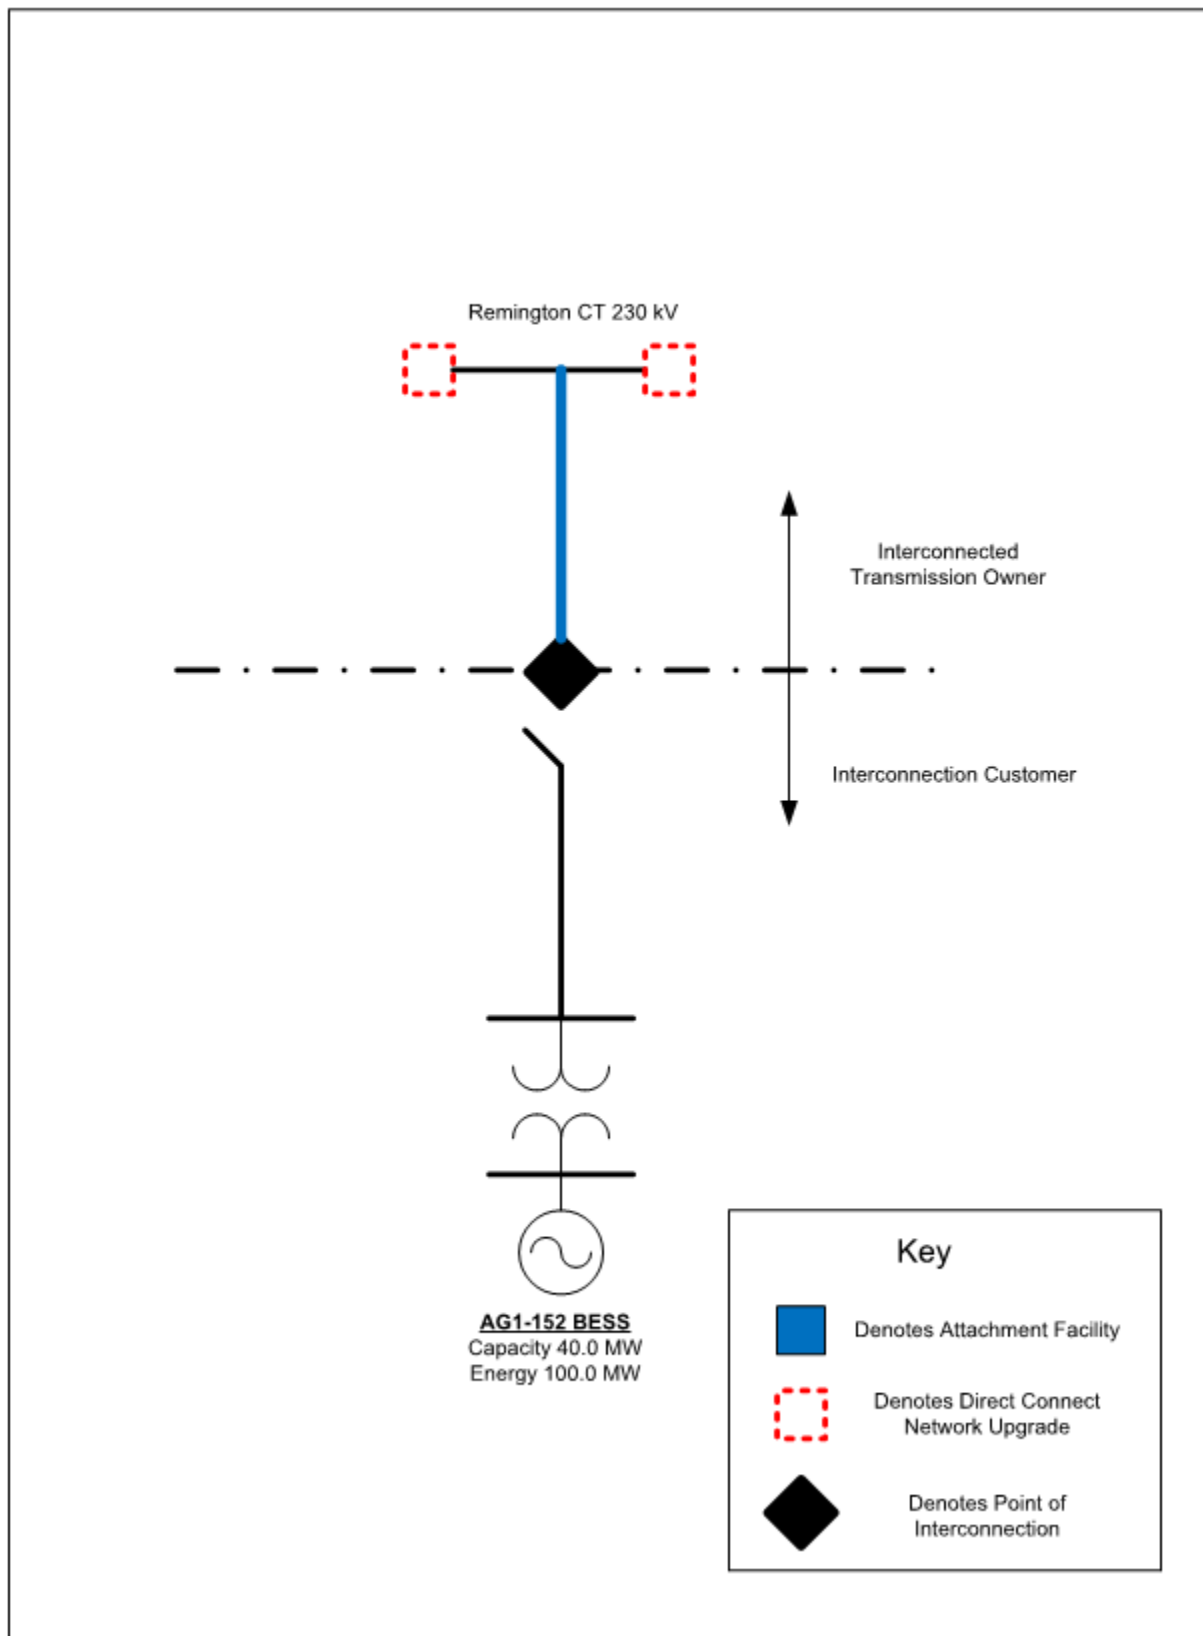 Remington CT 230 kV
Interconnected
Transmission Owner
Interconnection Customer
AG1-152 BESS
Capacity 40.0 MW
Energy 100.0 MW
Key
Denotes Attachment Facility
Denotes Direct Connect
Network Upgrade
Denotes Point of
Interconnection